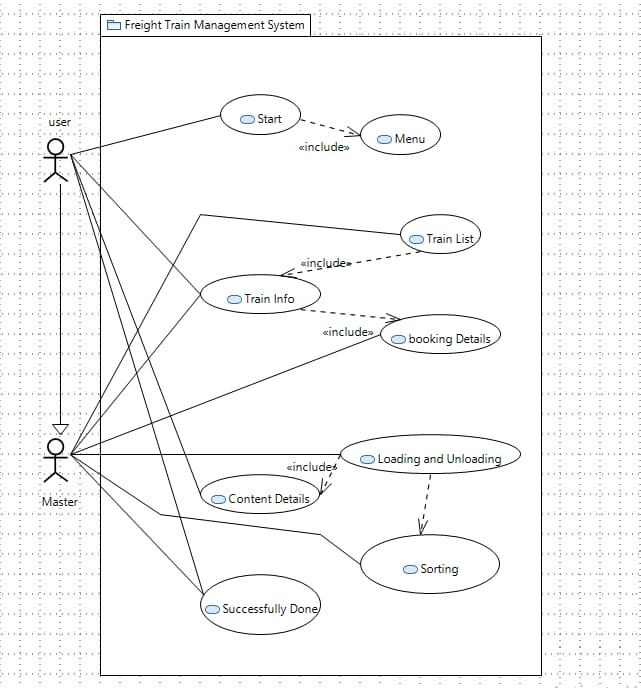 Freight Train Management System
user
Start
«include»
Menu
Train List
«include»
Train Info
«include»
booking Details
Loading and Unloading
«include»
Content Details
Master
Sorting
Successfully Done